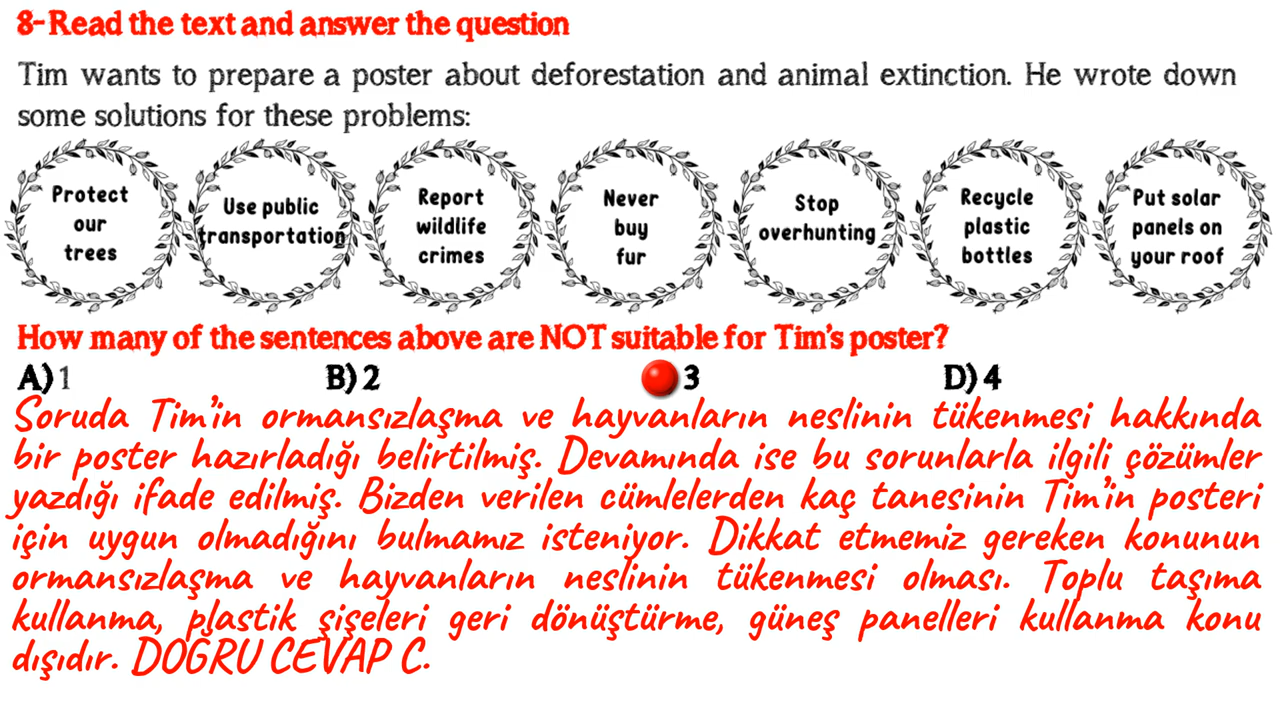 8-Read the text and answer the question
Tim wants to prepare a poster about deforestation and animal extinction. He wrote down
some solutions for these problems:
Protect
our
trees
Use public
transportation
Report
wildlife
crimes
Never
buy
fur
Stop
overhunting
Recycle
plastic
bottles
Put solar
panels on
your roof
How many of the sentences above are NOT suitable for Tim's poster?
A) 1
B) 2
3
D) 4
Soruda Tim'in ormansızlaşma ve hayvanların neslinin tükenmesi hakkında
bir poster hazırladığı belirtilmiş. Devamında ise bu sorunlarla ilgili çözümler
yazdığı ifade edilmiş. Bizden verilen cümlelerden kaç tanesinin Tim'in posteri
için uygun olmadığını bulmamız isteniyor. Dikkat etmemiz gereken konunun
ormansızlaşma ve hayvanların neslinin tükenmesi olması. Toplu taşıma
kullanma, plastik şişeleri geri dönüştürme, güneş panelleri kullanma konu
dışıdır. DOĞRU CEVAP C.